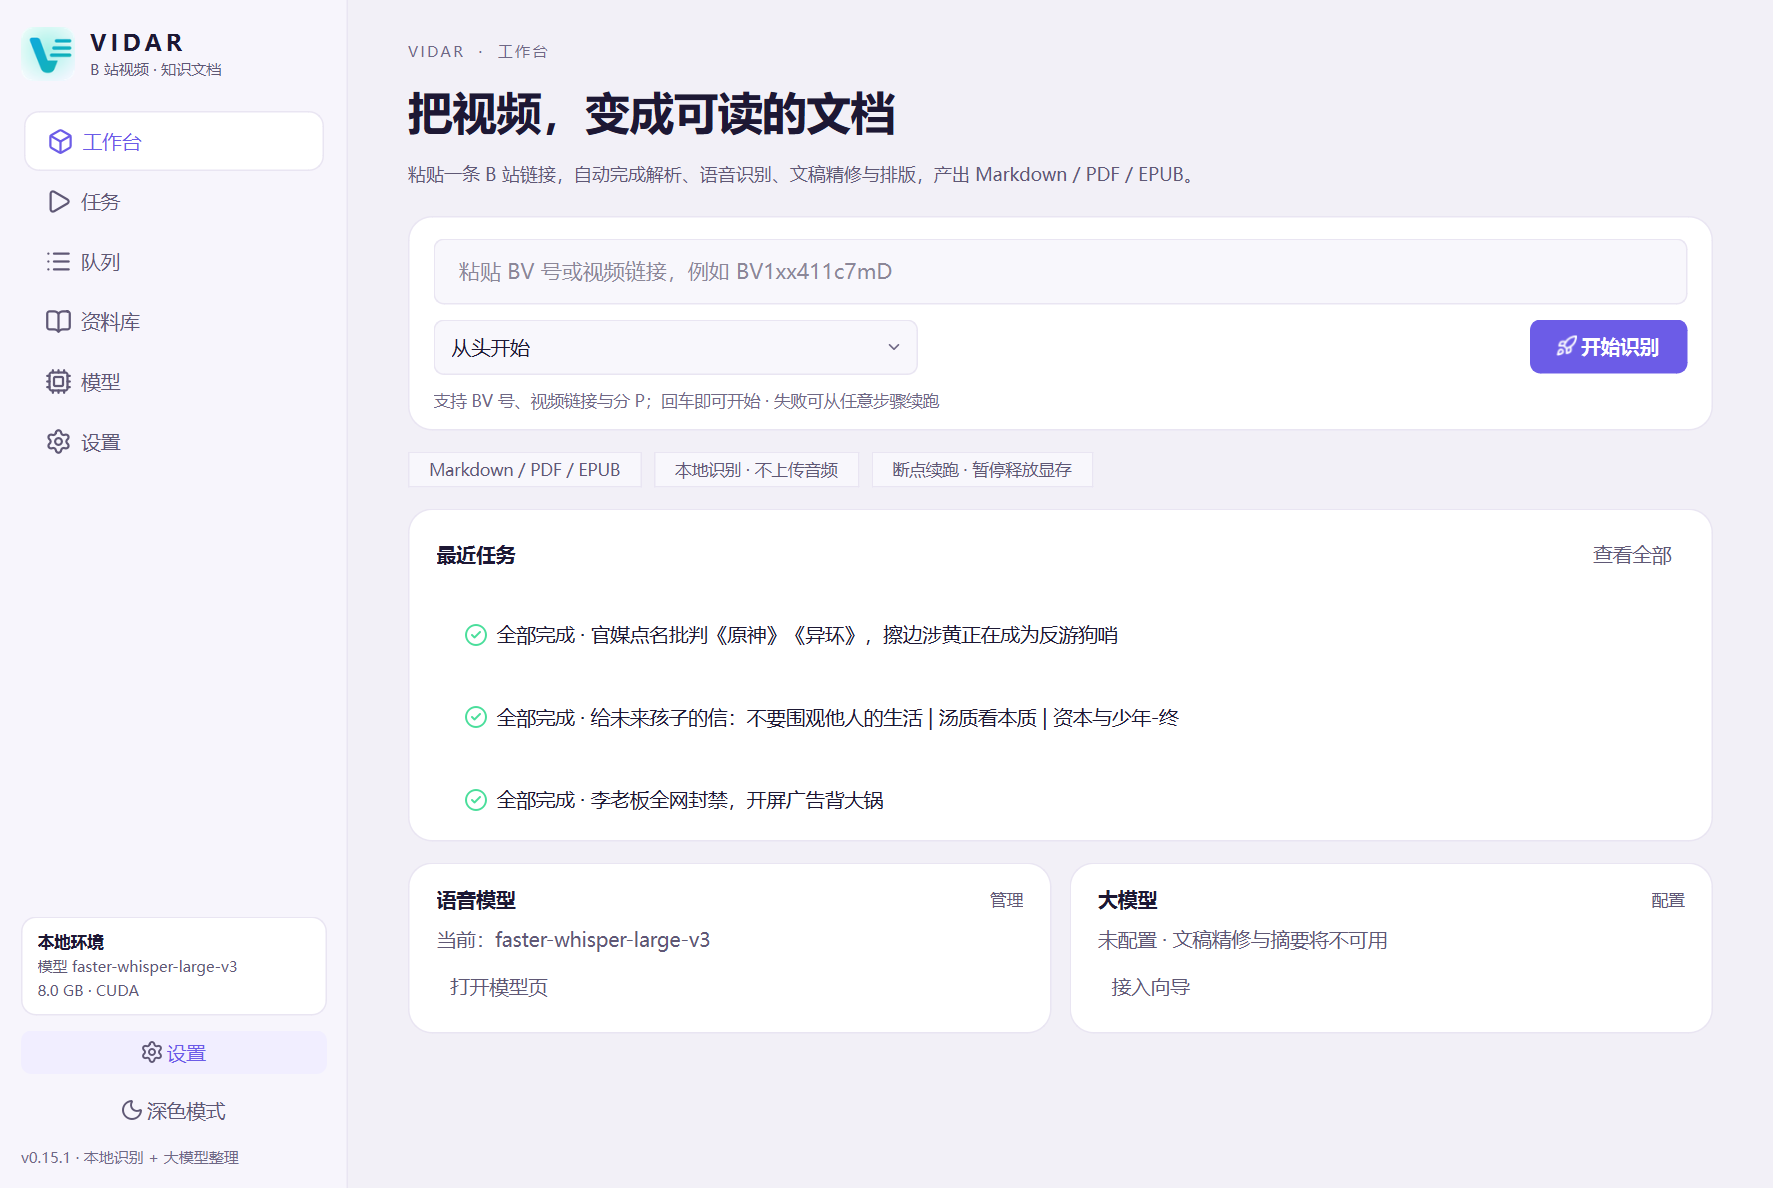 VIDAR
B 站视频 · 知识文档
工作台
任务
队列
资料库
模型
设置
本地环境
模型 faster-whisper-large-v3
8.0 GB · CUDA
设置
深色模式
v0.15.1 · 本地识别 + 大模型整理
VIDAR · 工作台
把视频，变成可读的文档
粘贴一条 B 站链接，自动完成解析、语音识别、文稿精修与排版，产出 Markdown / PDF / EPUB。
粘贴 BV 号或视频链接，例如 BV1xx411c7mD
从头开始
开始识别
支持 BV 号、视频链接与分 P；回车即可开始 · 失败可从任意步骤续跑
Markdown / PDF / EPUB
本地识别 · 不上传音频
断点续跑 · 暂停释放显存
最近任务
查看全部
全部完成 · 官媒点名批判《原神》《异环》，擦边涉黄正在成为反游狗哨
全部完成 · 给未来孩子的信：不要围观他人的生活 | 汤质看本质 | 资本与少年-终
全部完成 · 李老板全网封禁，开屏广告背大锅
语音模型
管理
当前：faster-whisper-large-v3
打开模型页
大模型
配置
未配置 · 文稿精修与摘要将不可用
接入向导